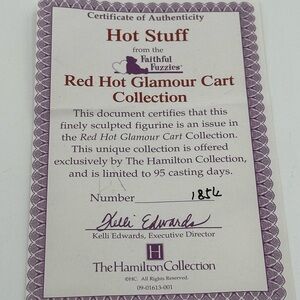 Certificate of Authenticity
Hot Stuff
from the
Faithful
Fuzzies™
Red Hot Glamour Cart
Collection
This document certifies that this
finely sculpted figurine is an issue in
the Red Hot Glamour Cart Collection.
This unique collection is offered
exclusively by The Hamilton Collection,
and is limited to 95 casting days.
Number
Kelli Edwards
Kelli Edwards, Executive Director
H
The Hamilton Collection
©HC. All Rights Reserved.
09-01613-001